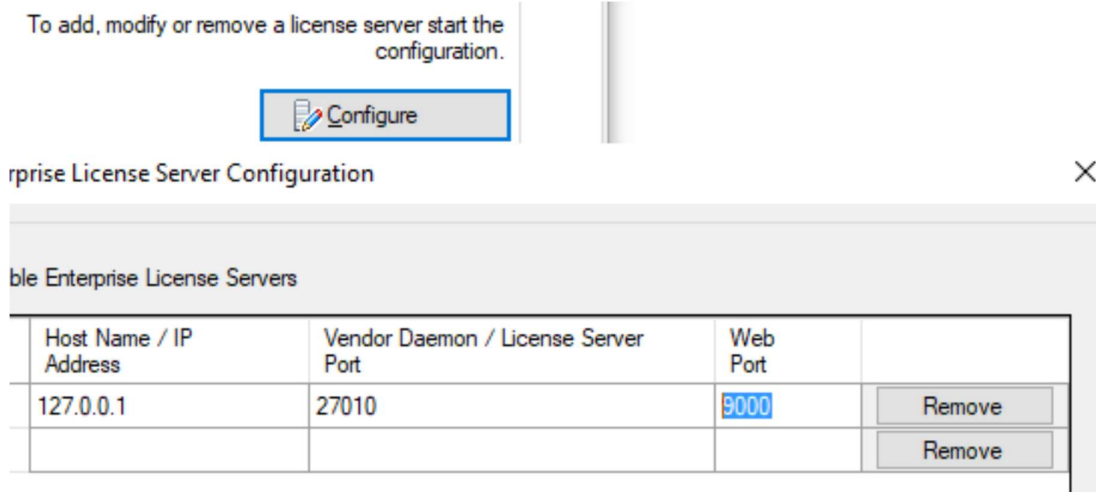 To add, modify or remove a license server start the
configuration.
Configure
rprise License Server Configuration
ble Enterprise License Servers
Host Name / IP Address
Vendor Daemon / License Server Port
Web Port
127.0.0.1 27010 9000 Remove
Remove